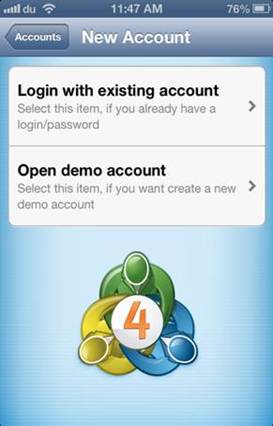 du 11:47 AM 76%
Accounts New Account
Login with existing account
Select this item, if you already have a
login/password
Open demo account
Select this item, if you want create a new
demo account
4